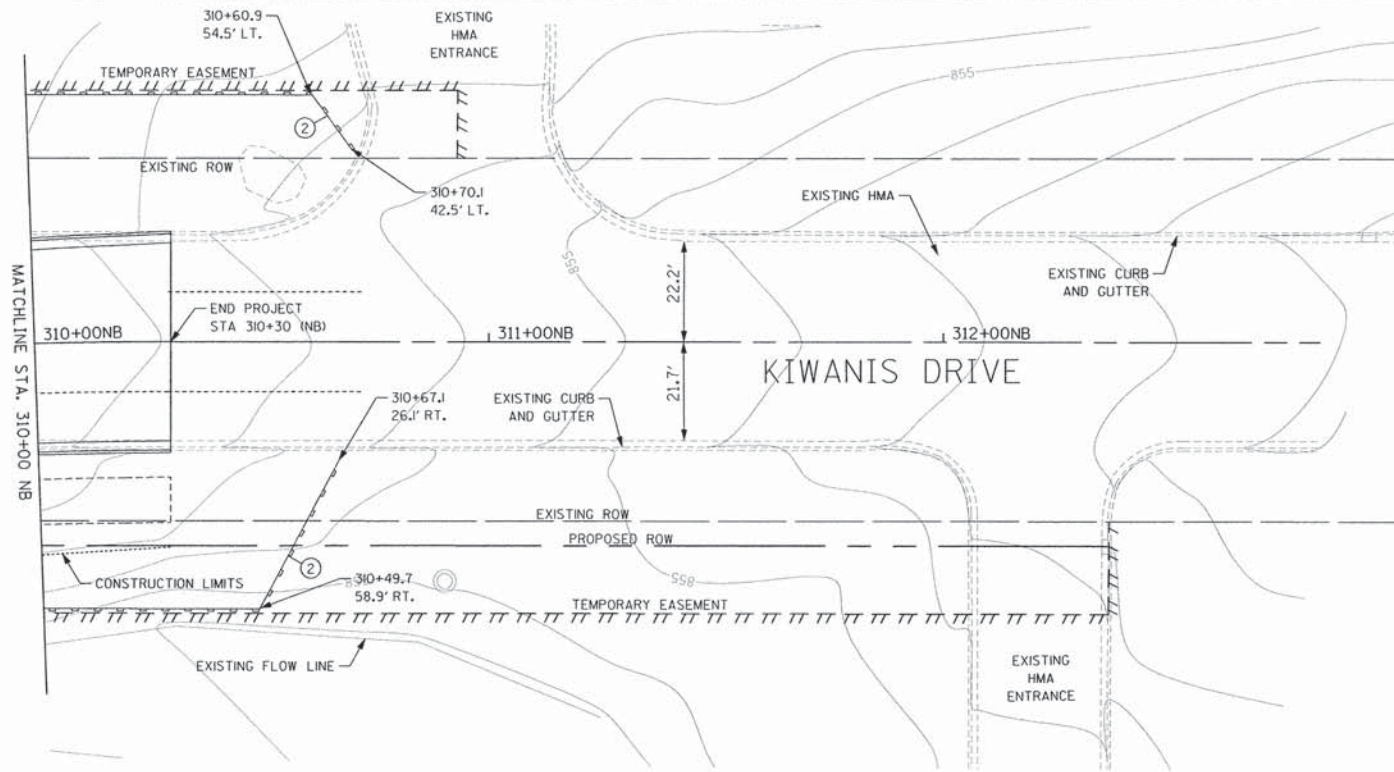 310+60.9
54.5' LT.
EXISTING
HMA
ENTRANCE
TEMPORARY EASEMENT
855
2
EXISTING ROW
310+70.1
42.5' LT.
EXISTING HMA
855
22.2'
EXISTING CURB
AND GUTTER
END PROJECT
STA 310+30 (NB)
MATCHLINE STA. 310+00 NB
310+00NB
311+00NB
312+00NB
KIWANIS DRIVE
21.7'
310+67.1
26.1' RT.
EXISTING CURB
AND GUTTER
EXISTING ROW
PROPOSED ROW
2
CONSTRUCTION LIMITS
310+49.7
58.9' RT.
855
TEMPORARY EASEMENT
EXISTING FLOW LINE
EXISTING
HMA
ENTRANCE